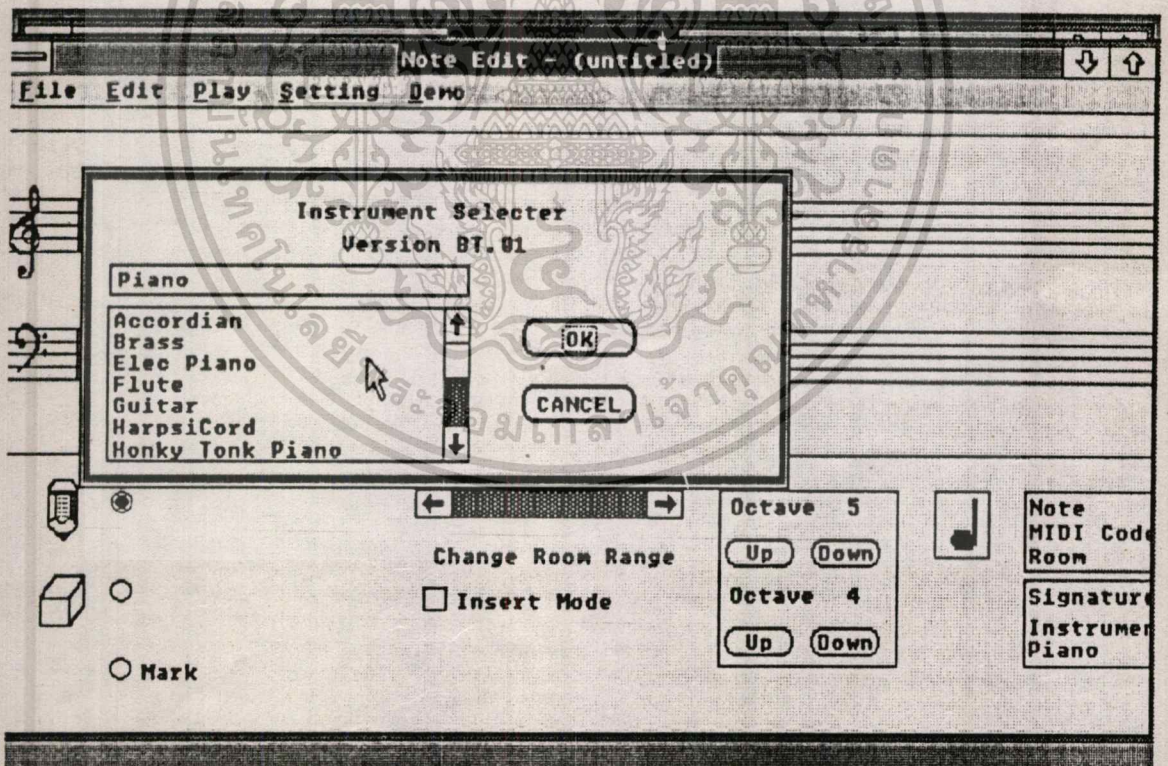 Note Edit - (untitled)
File Edit Play Setting Demo
Instrument Selecter
Version BT.01
Piano
Accordian
Brass
Elec Piano
Flute
Guitar
HarpsiCord
Honky Tonk Piano
OK
CANCEL
Change Room Range
Insert Mode
Mark
Octave 5
Up Down
Octave 4
Up Down
Note
MIDI Code
Room
Signature
Instrumen
Piano